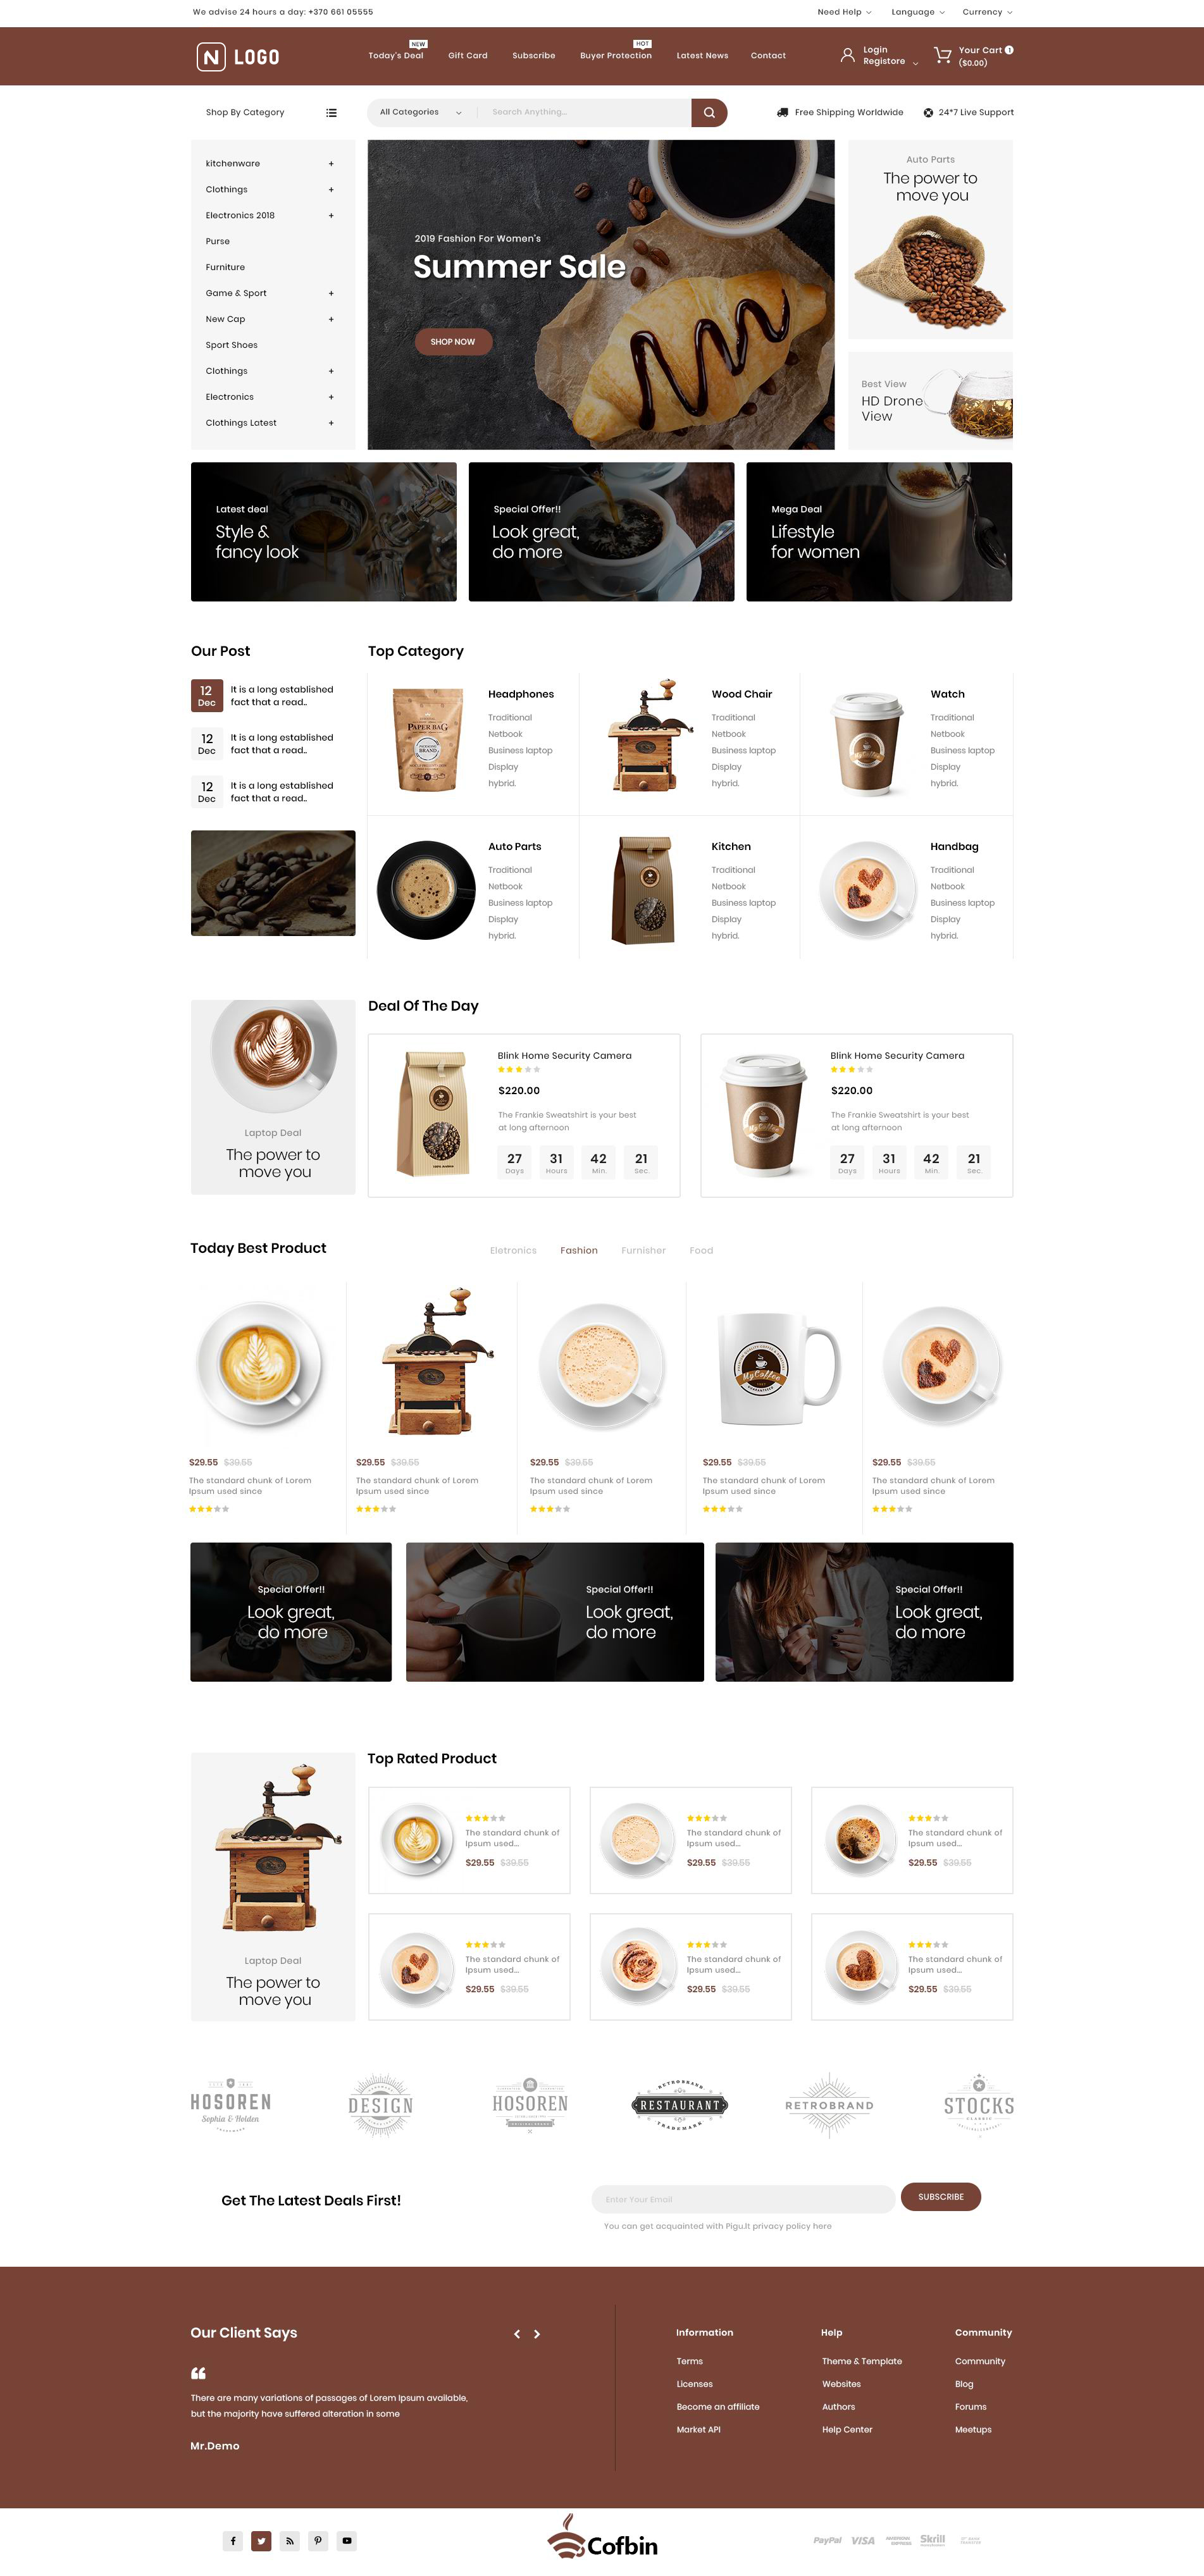 We advise 24 hours a day: +370 661 05555
Need Help
Language
Currency
N LOGO
NEW
Today's Deal
Gift Card
Subscribe
HOT
Buyer Protection
Latest News
Contact
Login
Registore
Your Cart 1
($0.00)
Shop By Category
All Categories
Search Anything...
Free Shipping Worldwide
24*7 Live Support
kitchenware +
Clothings +
Electronics 2018 +
Purse
Furniture
Game & Sport +
New Cap +
Sport Shoes
Clothings +
Electronics +
Clothings Latest +
2019 Fashion For Women's
Summer Sale
SHOP NOW
Auto Parts
The power to
move you
Best View
HD Drone
View
Latest deal
Style &
fancy look
Special Offer!!
Look great,
do more
Mega Deal
Lifestyle
for women
Our Post
12
Dec
It is a long established
fact that a read..
12
Dec
It is a long established
fact that a read..
12
Dec
It is a long established
fact that a read..
Top Category
PAPER BAG
BRAND
Headphones
Traditional
Netbook
Business laptop
Display
hybrid.
Wood Chair
Traditional
Netbook
Business laptop
Display
hybrid.
MyCoffee
Watch
Traditional
Netbook
Business laptop
Display
hybrid.
Auto Parts
Traditional
Netbook
Business laptop
Display
hybrid.
Kitchen
Traditional
Netbook
Business laptop
Display
hybrid.
Handbag
Traditional
Netbook
Business laptop
Display
hybrid.
Laptop Deal
The power to
move you
Deal Of The Day
100% ARABICA
Blink Home Security Camera
$220.00
The Frankie Sweatshirt is your best
at long afternoon
27 31 42 21
Days Hours Min. Sec.
MyCoffee
Blink Home Security Camera
$220.00
The Frankie Sweatshirt is your best
at long afternoon
27 31 42 21
Days Hours Min. Sec.
Today Best Product
Eletronics
Fashion
Furnisher
Food
$29.55 $39.55
The standard chunk of Lorem
Ipsum used since
$29.55 $39.55
The standard chunk of Lorem
Ipsum used since
$29.55 $39.55
The standard chunk of Lorem
Ipsum used since
MyCoffee
$29.55 $39.55
The standard chunk of Lorem
Ipsum used since
$29.55 $39.55
The standard chunk of Lorem
Ipsum used since
Special Offer!!
Look great,
do more
Special Offer!!
Look great,
do more
Special Offer!!
Look great,
do more
Laptop Deal
The power to
move you
Top Rated Product
The standard chunk of
Ipsum used...
$29.55 $39.55
The standard chunk of
Ipsum used...
$29.55 $39.55
The standard chunk of
Ipsum used...
$29.55 $39.55
The standard chunk of
Ipsum used...
$29.55 $39.55
The standard chunk of
Ipsum used...
$29.55 $39.55
The standard chunk of
Ipsum used...
$29.55 $39.55
HOSOREN
Sophia & Holden
DESIGN
HOSOREN
RETROBRAND
RESTAURANT
TRADEMARK
RETROBRAND
STOCKS
CLASSIC
Get The Latest Deals First!
Enter Your Email
SUBSCRIBE
You can get acquainted with Pigu.lt privacy policy here
Our Client Says
There are many variations of passages of Lorem Ipsum available,
but the majority have suffered alteration in some
Mr.Demo
Information
Terms
Licenses
Become an affiliate
Market API
Help
Theme & Template
Websites
Authors
Help Center
Community
Community
Blog
Forums
Meetups
Cofbin
PayPal
VISA
AMERICAN EXPRESS
Skrill